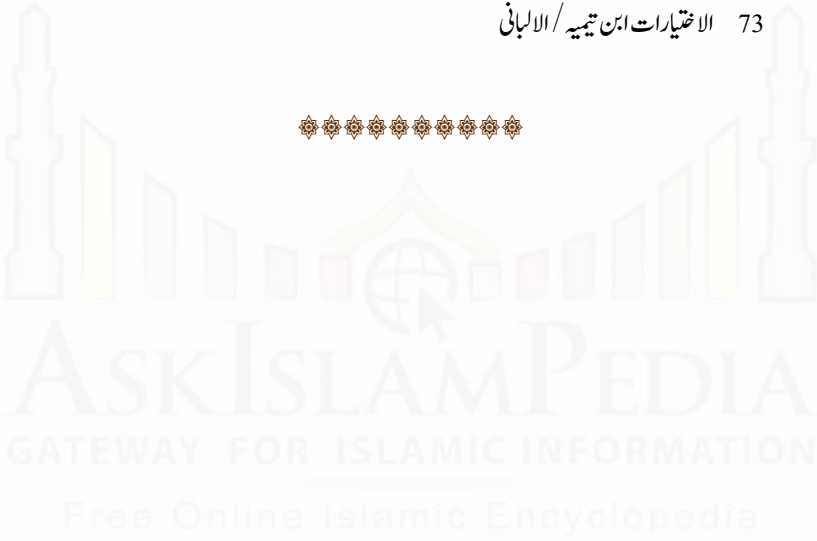 73 الاختیارات ابن تیمیہ / الالبانی
ASKISLAMPEDIA
GATEWAY FOR ISLAMIC INFORMATION
Free Online Islamic Encyclopedia